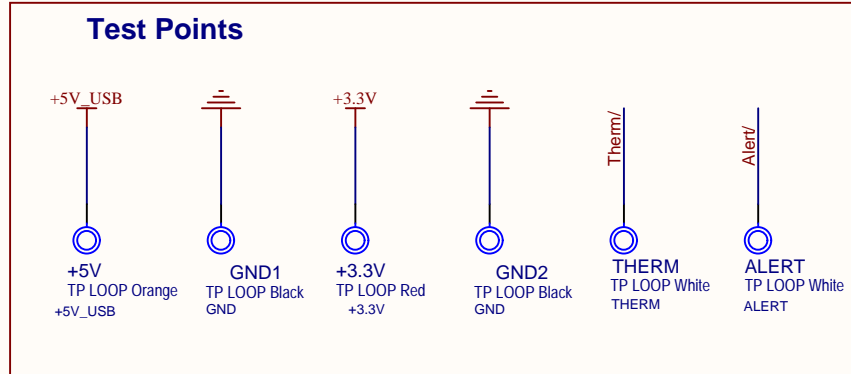 Test Points
+5V_USB
+3.3V
Therm/
Alert/
+5V
TP LOOP Orange
+5V_USB
GND1
TP LOOP Black
GND
+3.3V
TP LOOP Red
+3.3V
GND2
TP LOOP Black
GND
THERM
TP LOOP White
THERM
ALERT
TP LOOP White
ALERT